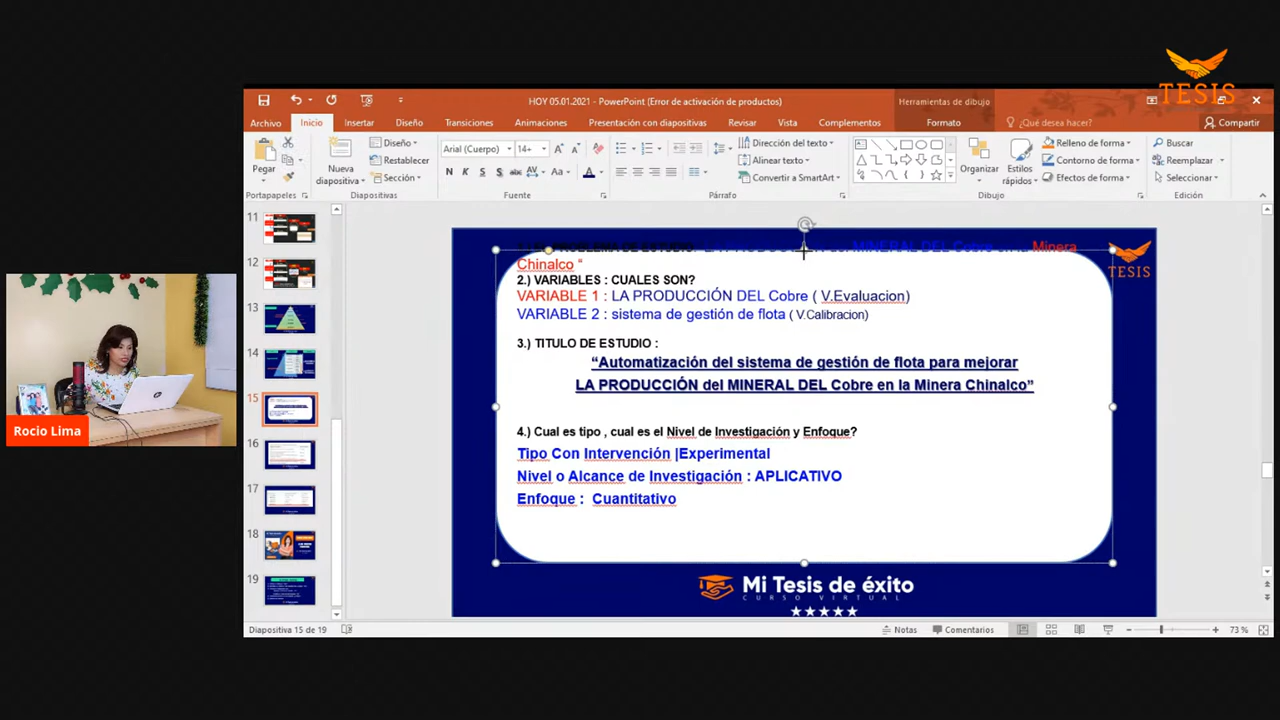 TESIS
HOY 05.01.2021 - PowerPoint (Error de activación de productos)
Herramientas de dibujo
Archivo Inicio Insertar Diseño Transiciones Animaciones Presentación con diapositivas Revisar Vista Complementos Formato ¿Qué desea hacer? Compartir
Pegar
Nueva diapositiva
Diseño
Restablecer
Sección
Arial (Cuerpo) 14+
N K S S abc AV Aa A
Dirección del texto
Alinear texto
Convertir a SmartArt
Organizar
Estilos rápidos
Relleno de forma
Contorno de forma
Efectos de forma
Buscar
Reemplazar
Seleccionar
Portapapeles Diapositivas Fuente Párrafo Dibujo Edición
11
12
13
14
15
16
17
18
19
MINERAL DEL Cobre en la Minera
Chinalco “
TESIS
2.) VARIABLES : CUALES SON?
VARIABLE 1 : LA PRODUCCIÓN DEL Cobre ( V.Evaluacion)
VARIABLE 2 : sistema de gestión de flota ( V.Calibracion)
3.) TITULO DE ESTUDIO :
“Automatización del sistema de gestión de flota para mejorar
LA PRODUCCIÓN del MINERAL DEL Cobre en la Minera Chinalco”
4.) Cual es tipo , cual es el Nivel de Investigación y Enfoque?
Tipo Con Intervención |Experimental
Nivel o Alcance de Investigación : APLICATIVO
Enfoque : Cuantitativo
Mi Tesis de éxito
CURSO VIRTUAL
Rocio Lima
Diapositiva 15 de 19
Notas Comentarios 73 %